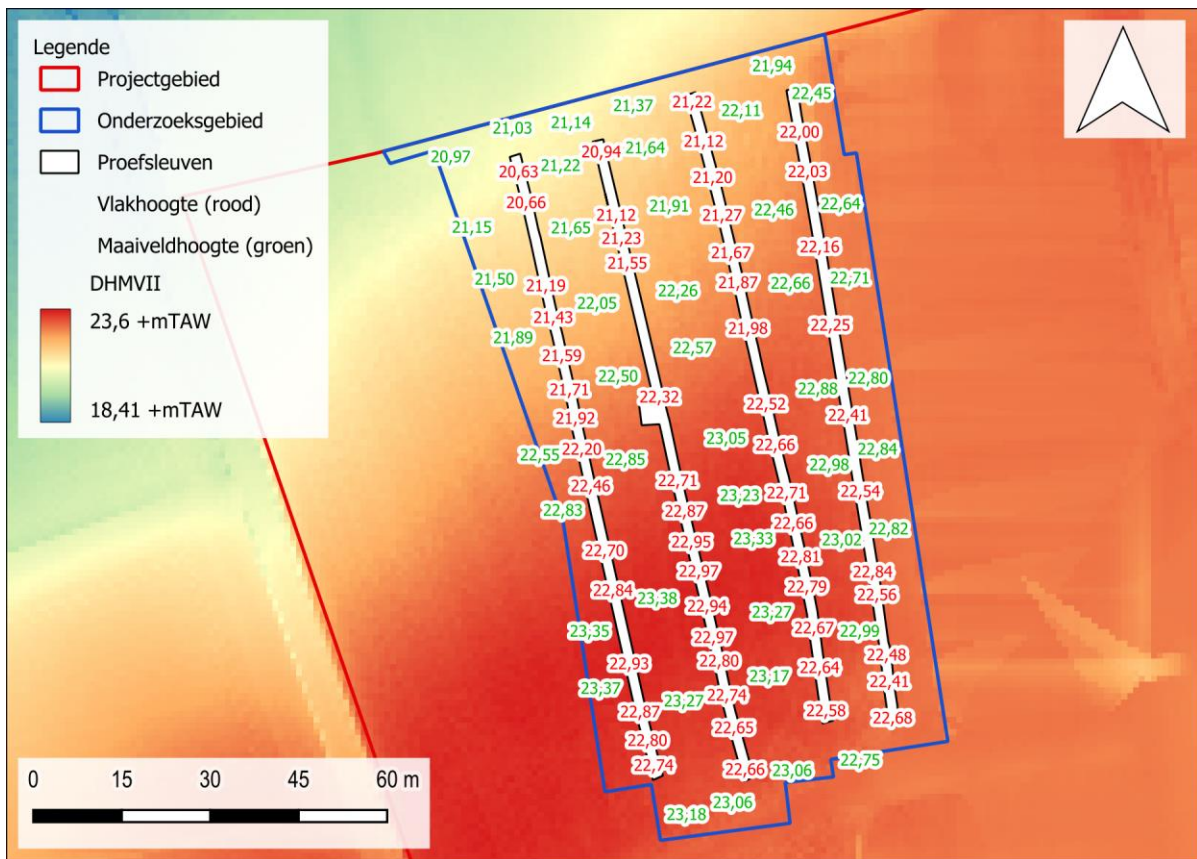 Legende
Projectgebied
Onderzoeksgebied
Proefsleuven
Vlakhoogte (rood)
Maaiveldhoogte (groen)
DHMVII
23,6 +mTAW
18,41 +mTAW
0 15 30 45 60 m
21,94
22,45
21,37 21,22 22,11
21,03 21,14
22,00
20,97 21,22 20,94 21,64 21,12
20,63 21,20 22,03
20,66 21,12 21,91 21,27 22,46 22,64
21,15 21,65 21,23
21,55 21,67 22,16
21,50 21,19 22,26 21,87 22,66 22,71
21,43 22,05
21,89 21,98 22,25
21,59 22,57
21,71 22,50 22,88 22,80
21,92 22,32 22,52 22,41
22,20 23,05 22,66
22,55 22,85 22,98 22,84
22,46 22,71 23,23 22,71 22,54
22,83 22,87 22,66
22,70 22,95 23,33 22,81 23,02 22,82
22,84 22,97 22,79 22,84
23,38 22,94 23,27 22,56
23,35 22,97 22,67 22,99
22,93 22,80 23,17 22,64 22,48
23,37 23,27 22,74 22,41
22,87 22,65 22,58 22,68
22,80
22,74 22,66 23,06 22,75
23,18 23,06